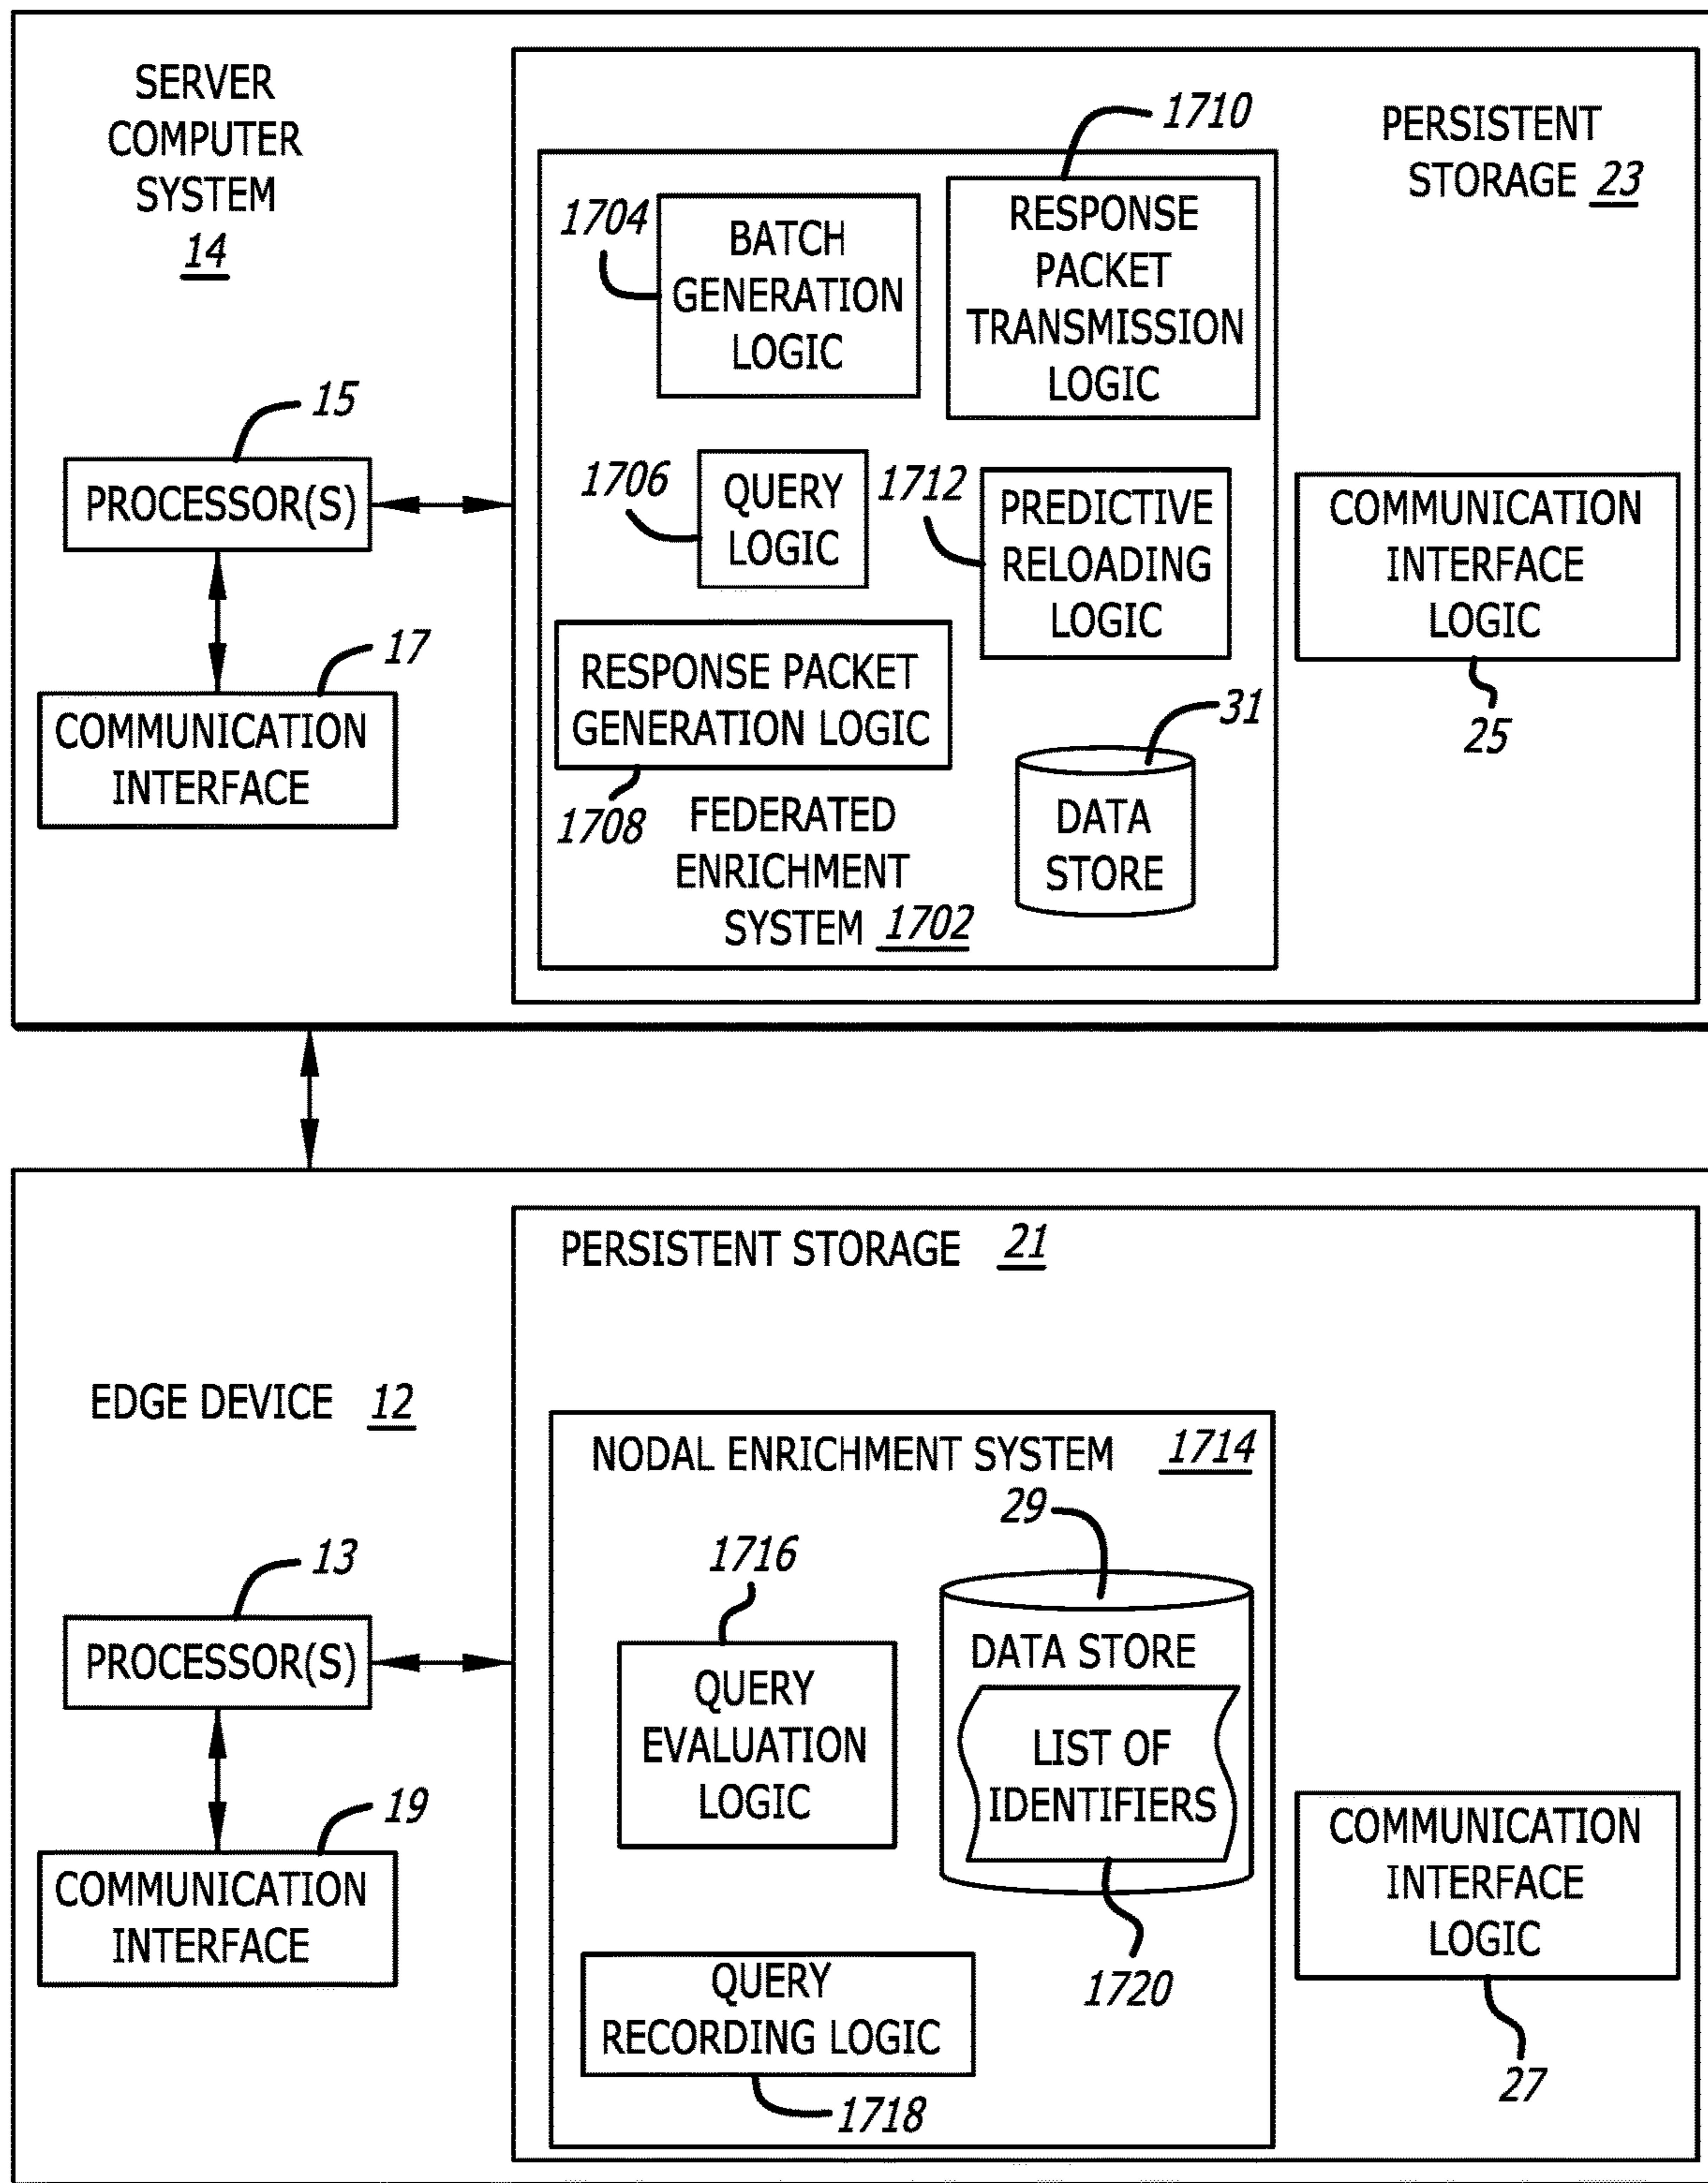 SERVER
COMPUTER
SYSTEM
14
PERSISTENT
STORAGE 23
1710
1704
BATCH
GENERATION
LOGIC
RESPONSE
PACKET
TRANSMISSION
LOGIC
15
PROCESSOR(S)
1706
QUERY
LOGIC
1712
PREDICTIVE
RELOADING
LOGIC
COMMUNICATION
INTERFACE
LOGIC
25
17
COMMUNICATION
INTERFACE
RESPONSE PACKET
GENERATION LOGIC
1708
31
DATA
STORE
FEDERATED
ENRICHMENT
SYSTEM 1702
PERSISTENT STORAGE 21
EDGE DEVICE 12
NODAL ENRICHMENT SYSTEM 1714
29
1716
13
PROCESSOR(S)
QUERY
EVALUATION
LOGIC
DATA STORE
LIST OF
IDENTIFIERS
1720
19
COMMUNICATION
INTERFACE
COMMUNICATION
INTERFACE
LOGIC
27
QUERY
RECORDING LOGIC
1718